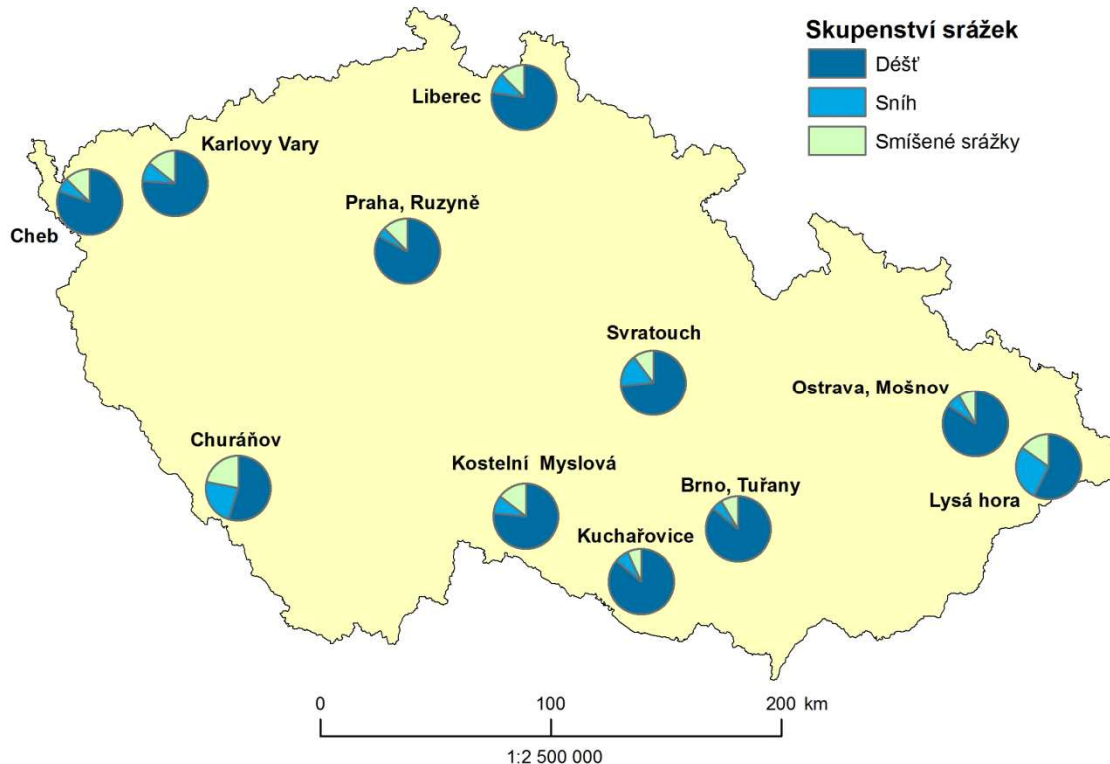 Skupenství srážek
Déšť
Sníh
Smíšené srážky
Liberec
Karlovy Vary
Cheb
Praha, Ruzyně
Svratouch
Ostrava, Mošnov
Lysá hora
Churáňov
Kostelní Myslová
Brno, Tuřany
Kuchařovice
0 100 200 km
1:2 500 000